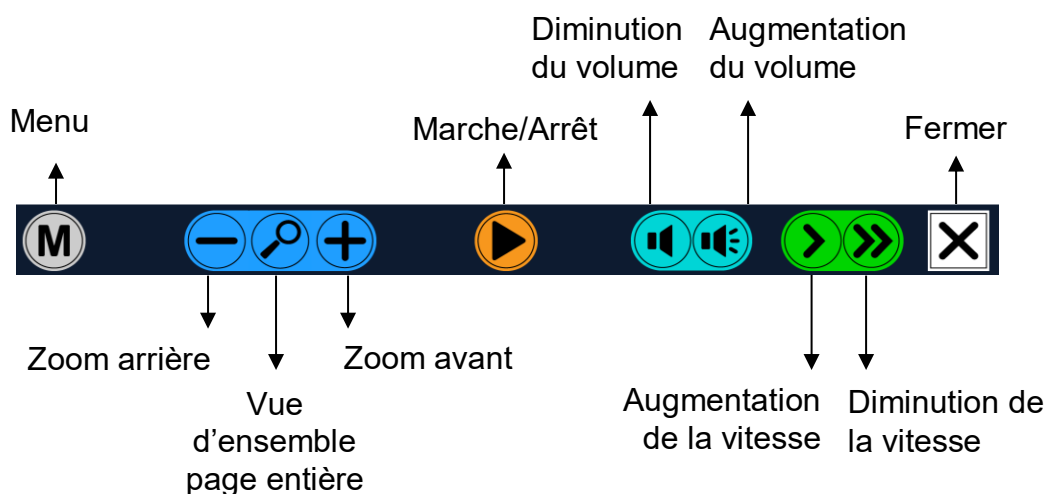 Diminution
du volume
Augmentation
du volume
Menu
Marche/Arrêt
Fermer
M
Zoom arrière
Zoom avant
Vue
d’ensemble
page entière
Augmentation
de la vitesse
Diminution de
la vitesse